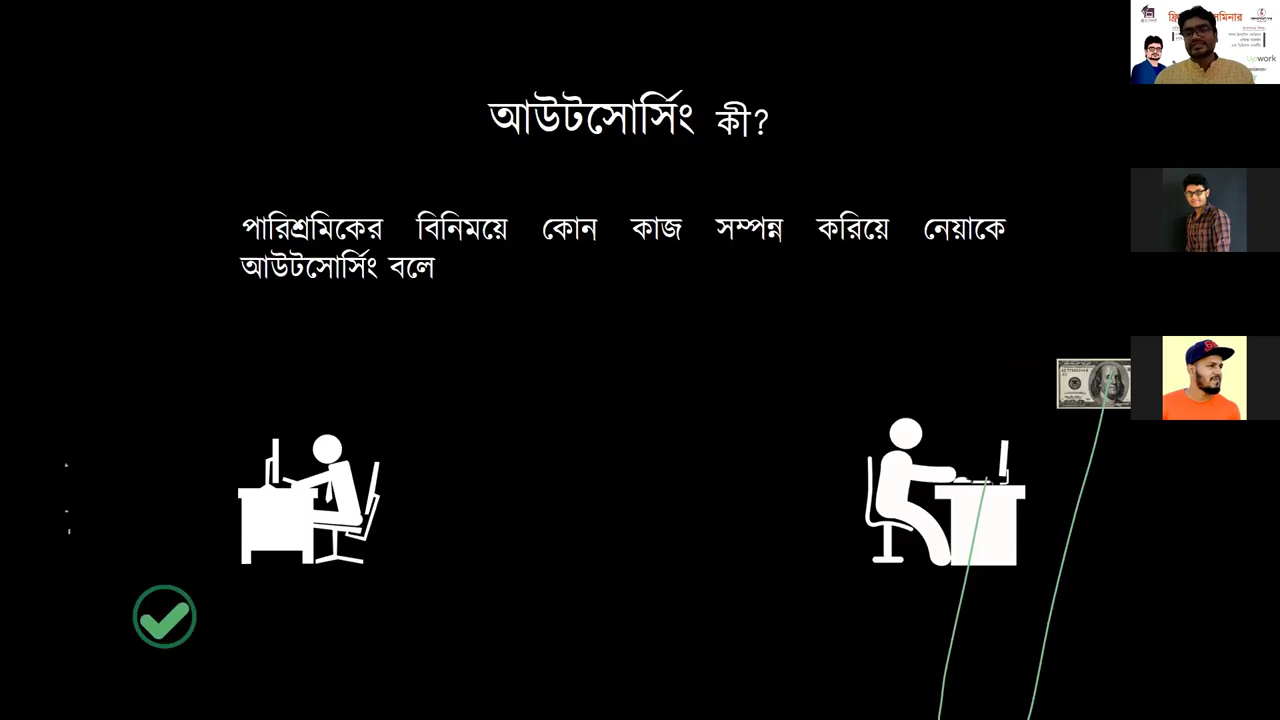 আউটসোর্সিং কী?
পারিশ্রমিকের বিনিময়ে কোন কাজ সম্পন্ন করিয়ে নেয়াকে
আউটসোর্সিং বলে